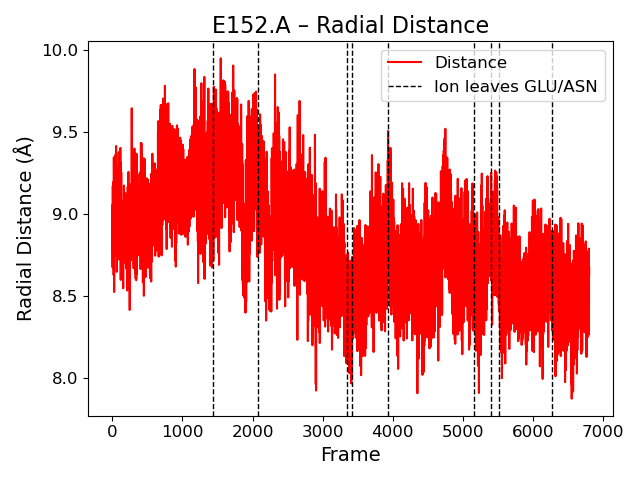 E152.A – Radial Distance
Radial Distance (Å)
10.0
9.5
9.0
8.5
8.0
Distance
Ion leaves GLU/ASN
0 1000 2000 3000 4000 5000 6000 7000
Frame